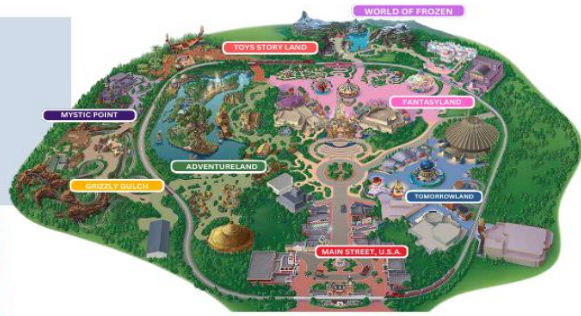 WORLD OF FROZEN
TOYS STORY LAND
FANTASYLAND
MYSTIC POINT
ADVENTURELAND
GRIZZLY GULCH
TOMORROWLAND
MAIN STREET, U.S.A.